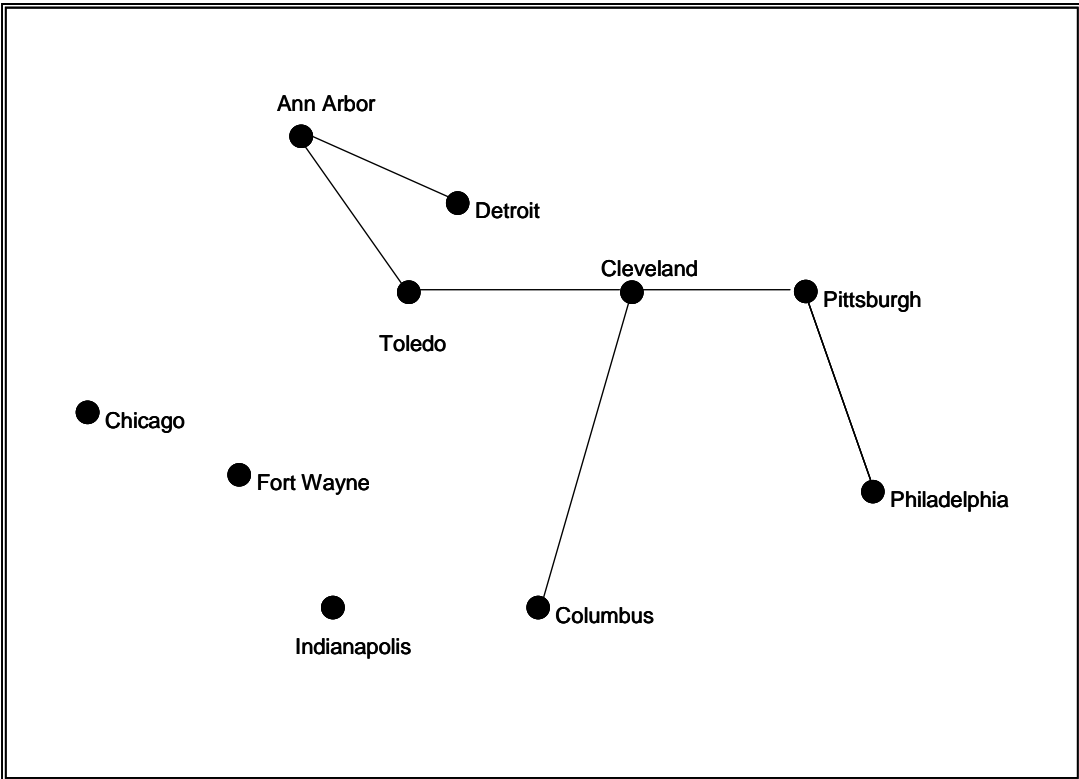 Ann Arbor
Detroit
Cleveland
Pittsburgh
Toledo
Chicago
Fort Wayne
Philadelphia
Columbus
Indianapolis